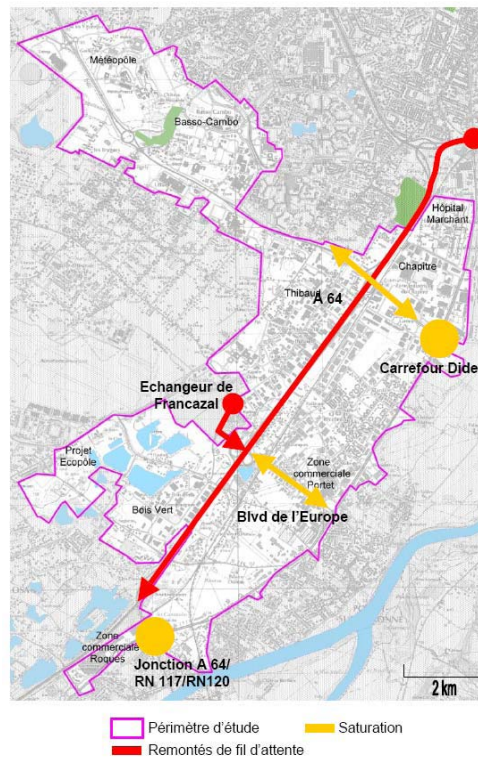 Météopôle
Basso-Cambo
Hôpital
Marchant
Chapitre
Thibaud
A 64
Carrefour Dide
Echangeur de
Francazal
Projet
Ecopôle
Zone
commerciale
Portet
Bois Vert
Blvd de l'Europe
Zone
commerciale
Roques
Jonction A 64/
RN 117/RN120
2 km
Périmètre d'étude
Saturation
Remontés de fil d'attente